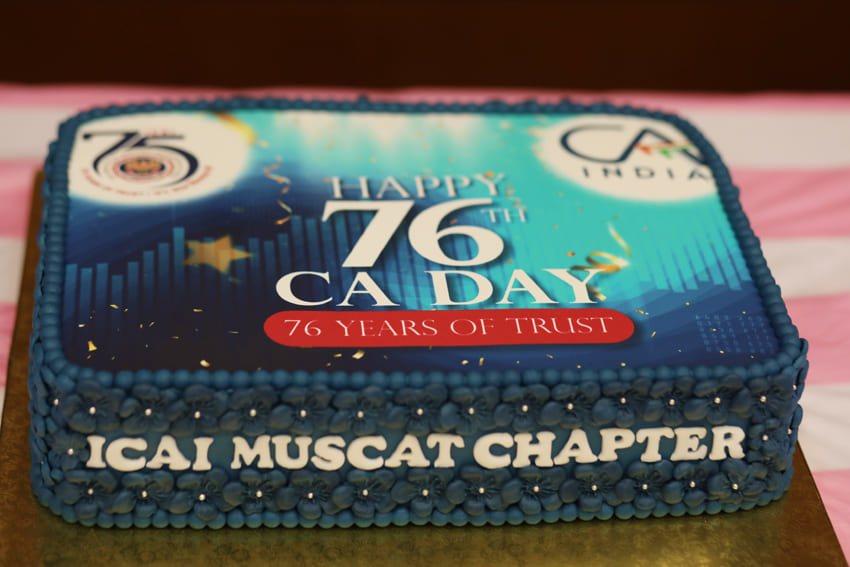 75
CA
INDIA
HAPPY
76TH
CA DAY
76 YEARS OF TRUST
ICAI MUSCAT CHAPTER